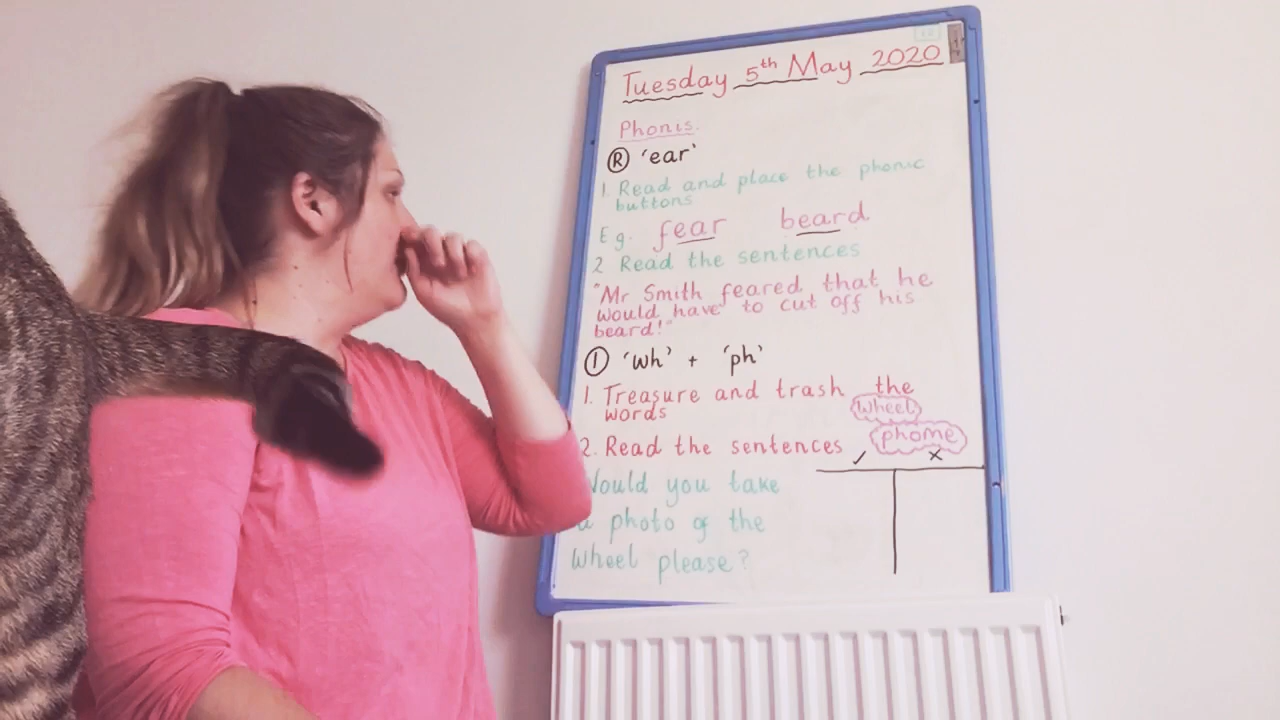 Tuesday 5th May 2020
Phonis.
R 'ear'
1. Read and place the phonic
buttons
Eg. fear beard
2 Read the sentences
"Mr Smith feared that he
would have to cut off his
beard!"
I 'wh' + 'ph'
1. Treasure and trash the
words
wheel
phome
2. Read the sentences
✓ x
Would you take
a photo of the
wheel please?